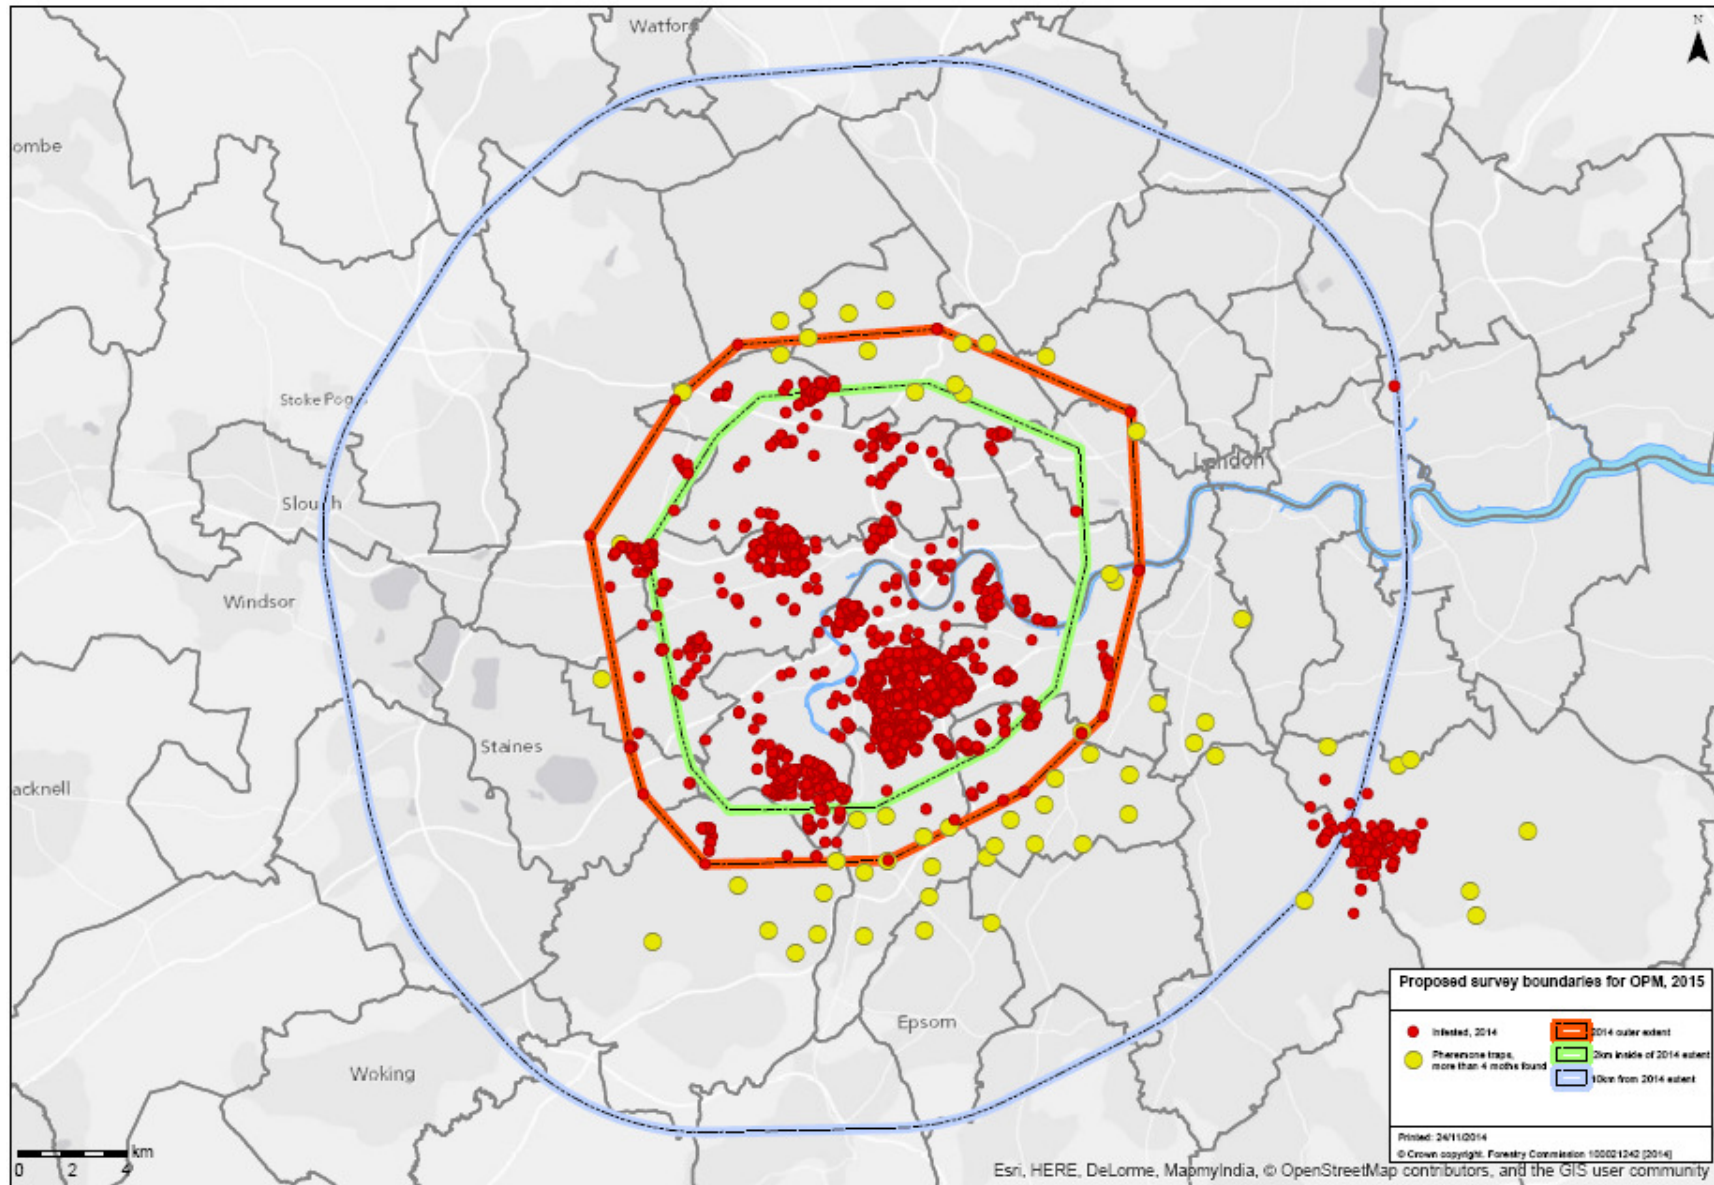 N
Watford
ombe
Stoke Poges
London
Slough
Windsor
Staines
acknell
Epsom
Woking
Proposed survey boundaries for OPM, 2015
Infested, 2014
Pheremone traps,
more than 4 moths found
2014 outer extent
2km inside of 2014 extent
10km from 2014 extent
Printed: 24/11/2014
© Crown copyright. Forestry Commission 100021242 [2014]
km
0 2 4
Esri, HERE, DeLorme, MapmyIndia, © OpenStreetMap contributors, and the GIS user community